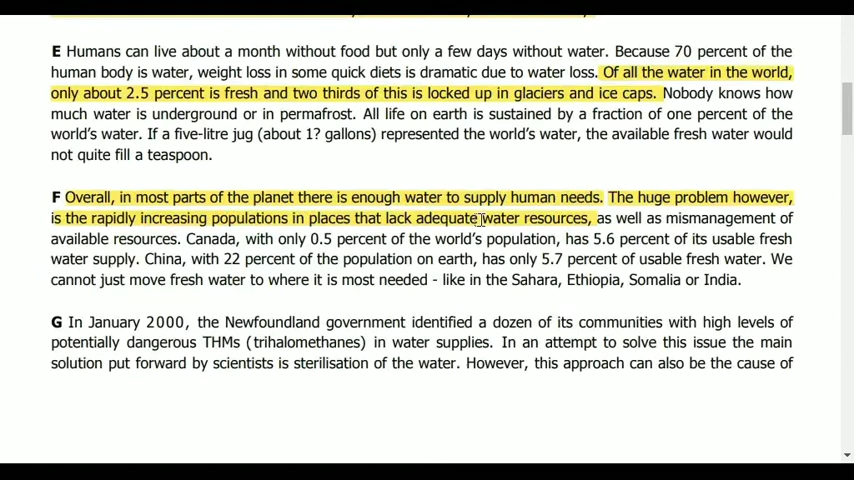 E Humans can live about a month without food but only a few days without water. Because 70 percent of the
human body is water, weight loss in some quick diets is dramatic due to water loss. Of all the water in the world,
only about 2.5 percent is fresh and two thirds of this is locked up in glaciers and ice caps. Nobody knows how
much water is underground or in permafrost. All life on earth is sustained by a fraction of one percent of the
world's water. If a five-litre jug (about 1? gallons) represented the world's water, the available fresh water would
not quite fill a teaspoon.
F Overall, in most parts of the planet there is enough water to supply human needs. The huge problem however,
is the rapidly increasing populations in places that lack adequate water resources, as well as mismanagement of
available resources. Canada, with only 0.5 percent of the world's population, has 5.6 percent of its usable fresh
water supply. China, with 22 percent of the population on earth, has only 5.7 percent of usable fresh water. We
cannot just move fresh water to where it is most needed - like in the Sahara, Ethiopia, Somalia or India.
G In January 2000, the Newfoundland government identified a dozen of its communities with high levels of
potentially dangerous THMs (trihalomethanes) in water supplies. In an attempt to solve this issue the main
solution put forward by scientists is sterilisation of the water. However, this approach can also be the cause of